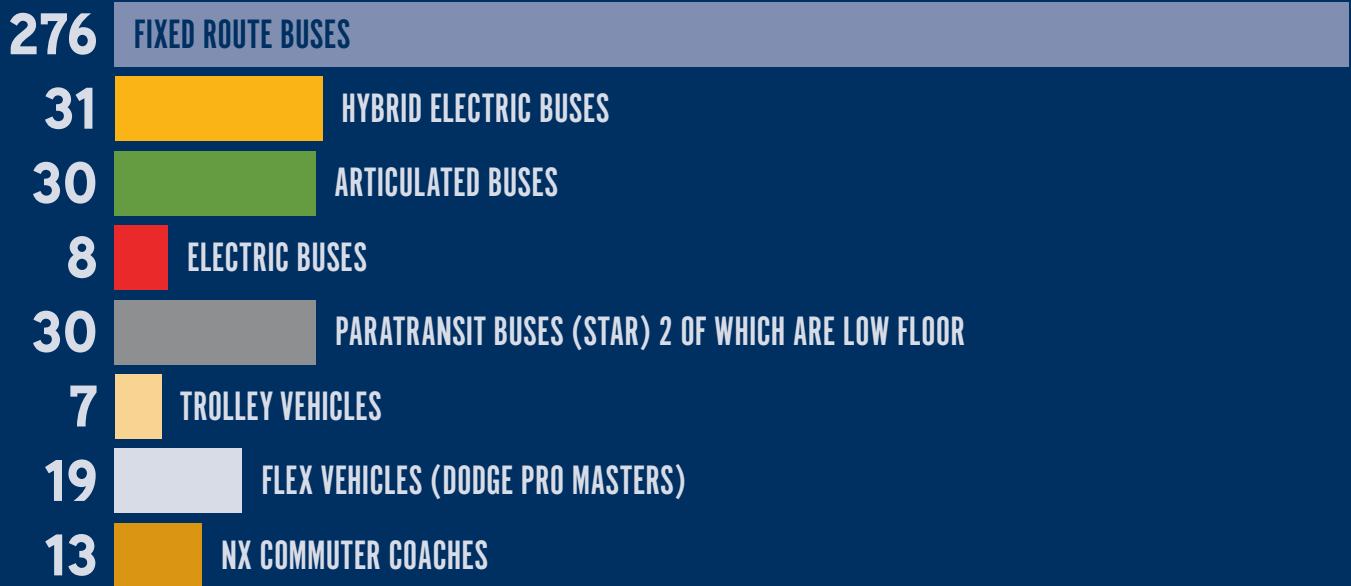 276 FIXED ROUTE BUSES
31 HYBRID ELECTRIC BUSES
30 ARTICULATED BUSES
8 ELECTRIC BUSES
30 PARATRANSIT BUSES (STAR) 2 OF WHICH ARE LOW FLOOR
7 TROLLEY VEHICLES
19 FLEX VEHICLES (DODGE PRO MASTERS)
13 NX COMMUTER COACHES